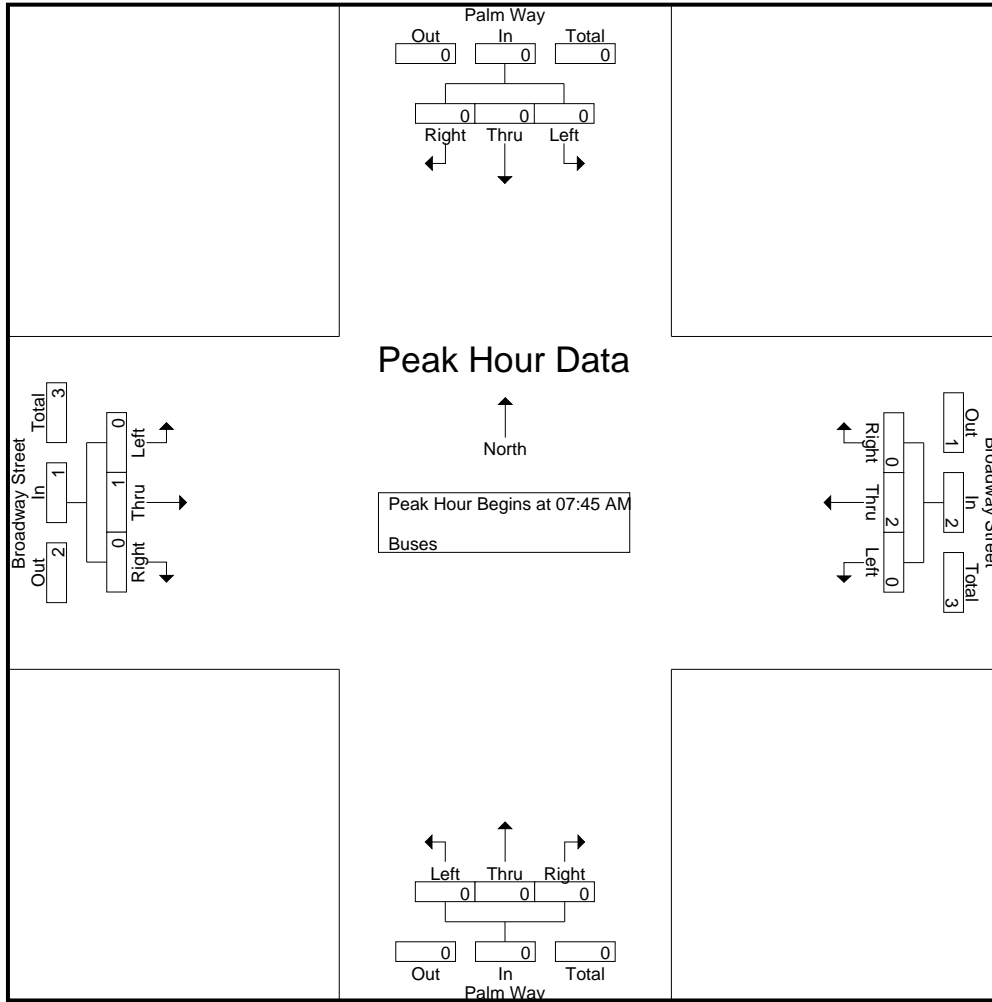 Palm Way
Out In Total
0 0 0
0 0 0
Right Thru Left
Peak Hour Data
North
Peak Hour Begins at 07:45 AM
Buses
Broadway Street
Total In Out
3 1 2
0 1 0
Left Thru Right
Broadway Street
Out In Total
1 2 3
0 2 0
Right Thru Left
Left Thru Right
0 0 0
0 0 0
Out In Total
Palm Way